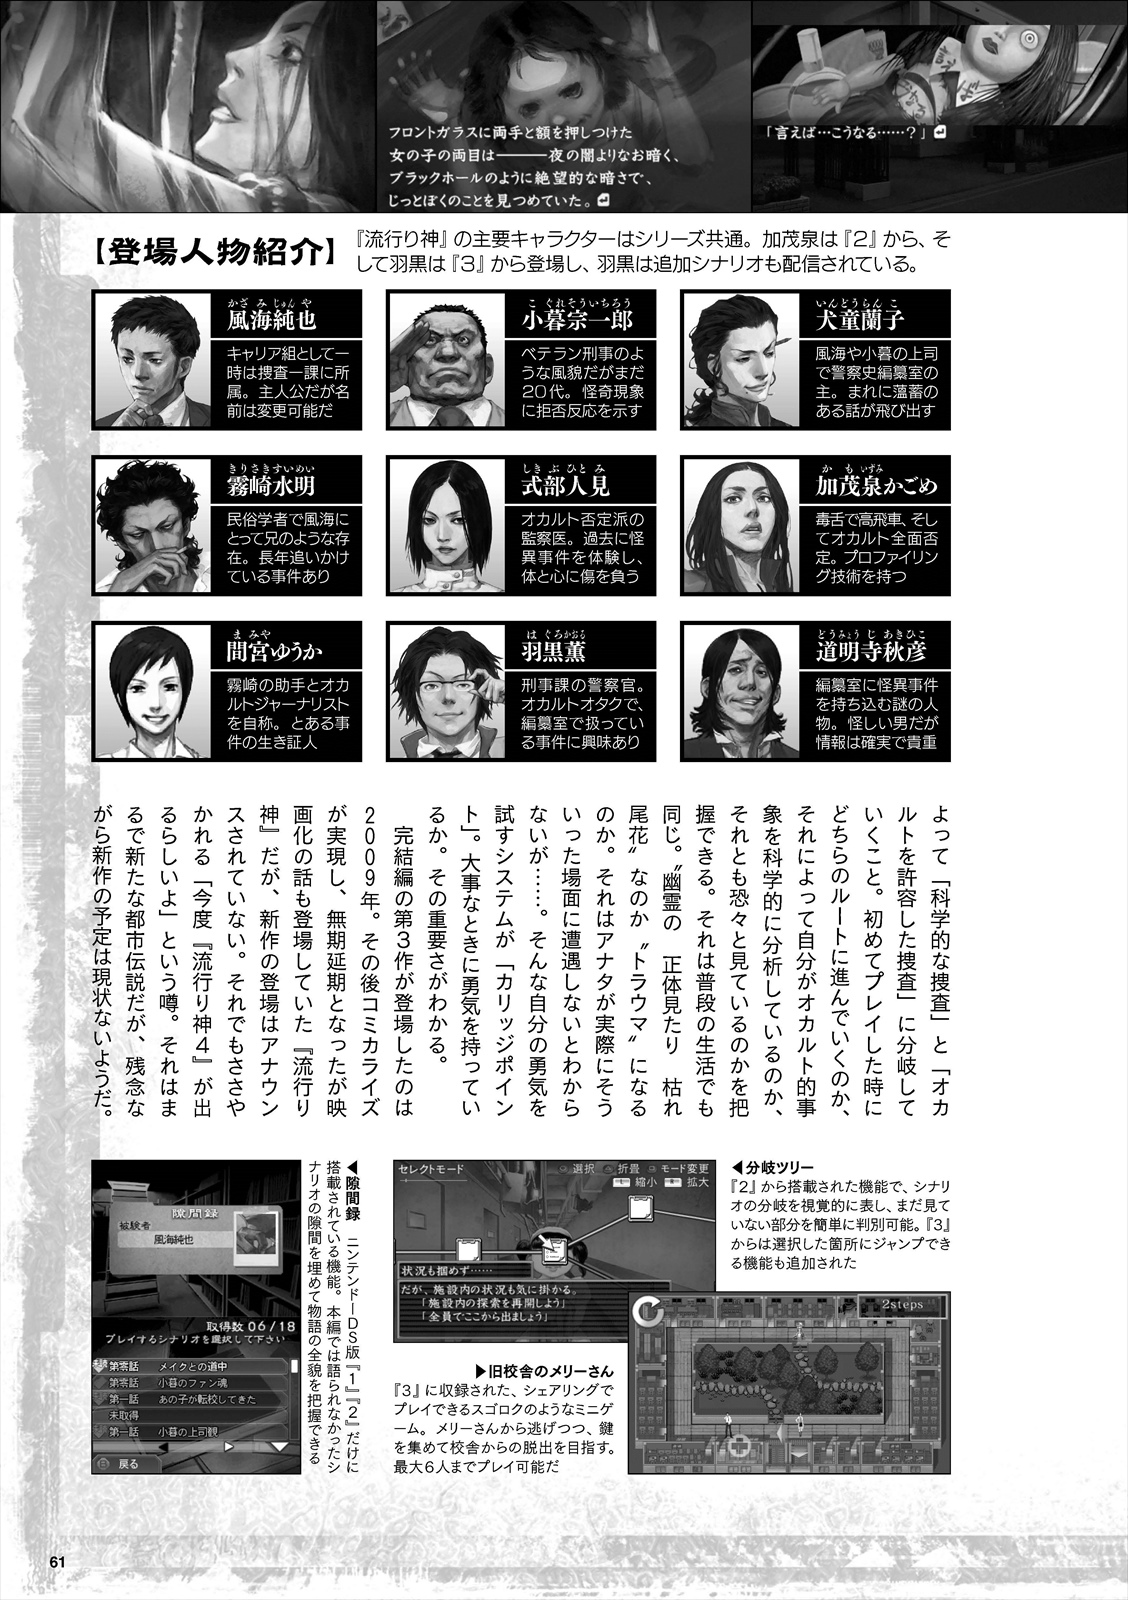 フロントガラスに両手と額を押しつけた
女の子の両目は―――夜の闇よりなお暗く、
ブラックホールのように絶望的な暗さで、
じっとぼくのことを見つめていた。
「言えば…こうなる……？」
【登場人物紹介】
『流行り神』の主要キャラクターはシリーズ共通。加茂泉は『2』から、そ
して羽黒は『3』から登場し、羽黒は追加シナリオも配信されている。
かざみじゅんや
風海純也
キャリア組として一
時は捜査一課に所
属。主人公だが名
前は変更可能だ
こぐれそういちろう
小暮宗一郎
ベテラン刑事のよ
うな風貌だがまだ
20代。怪奇現象
に拒否反応を示す
いんどうらんこ
犬童蘭子
風海や小暮の上司
で警察史編纂室の
主。まれに薀蓄の
ある話が飛び出す
きりさきすいめい
霧崎水明
民俗学者で風海に
とって兄のような存
在。長年追いかけ
ている事件あり
しきぶひとみ
式部人見
オカルト否定派の
監察医。過去に怪
異事件を体験し、
体と心に傷を負う
かもいずみ
加茂泉かごめ
毒舌で高飛車、そし
てオカルト全面否
定。プロファイリン
グ技術を持つ
まみや
間宮ゆうか
霧崎の助手とオカ
ルトジャーナリスト
を自称。とある事
件の生き証人
はぐろかおる
羽黒薫
刑事課の警察官。
オカルトオタクで、
編纂室で扱ってい
る事件に興味あり
どうみょうじあきひこ
道明寺秋彦
編纂室に怪異事件
を持ち込む謎の人
物。怪しい男だが
情報は確実で貴重
よって「科学的な捜査」と「オカ
ルトを許容した捜査」に分岐して
いくこと。初めてプレイした時に
どちらのルートに進んでいくのか、
それによって自分がオカルト的事
象を科学的に分析しているのか、
それとも恐々と見ているのかを把
握できる。それは普段の生活でも
同じ。〝幽霊の　正体見たり　枯れ
尾花〟なのか〝トラウマ〟になる
のか。それはアナタが実際にそう
いった場面に遭遇しないとわから
ないが……。そんな自分の勇気を
試すシステムが「カリッジポイン
ト」。大事なときに勇気を持ってい
るか。その重要さがわかる。
　完結編の第3作が登場したのは
2009年。その後コミカライズ
が実現し、無期延期となったが映
画化の話も登場していた『流行り
神』だが、新作の登場はアナウン
スされていない。それでもささや
かれる「今度『流行り神4』が出
るらしいよ」という噂。それはま
るで新たな都市伝説だが、残念な
がら新作の予定は現状ないようだ。
◀分岐ツリー
『2』から搭載された機能で、シナリ
オの分岐を視覚的に表し、まだ見て
いない部分を簡単に判別可能。『3』
からは選択した箇所にジャンプでき
る機能も追加された
セレクトモード
選択 折畳 モード変更
L 縮小 R 拡大
状況も掴めず……
だが、施設内の状況も気に掛かる。
「施設内の探索を再開しよう」
「全員でここから出ましょう」
2steps
▶旧校舎のメリーさん
『3』に収録された、シェアリングで
プレイできるスゴロクのようなミニゲ
ーム。メリーさんから逃げつつ、鍵
を集めて校舎からの脱出を目指す。
最大6人までプレイ可能だ
◀隙間録　ニンテンドーDS版『1』『2』だけに
搭載されている機能。本編では語られなかったシ
ナリオの隙間を埋めて物語の全貌を把握できる
隙間録
被験者
風海純也
取得数 06/18
プレイするシナリオを選択して下さい
第零話 メイクとの道中
第零話 小暮のファン魂
第一話 あの子が転校してきた
未取得
第一話 小暮の上司観
戻る
61